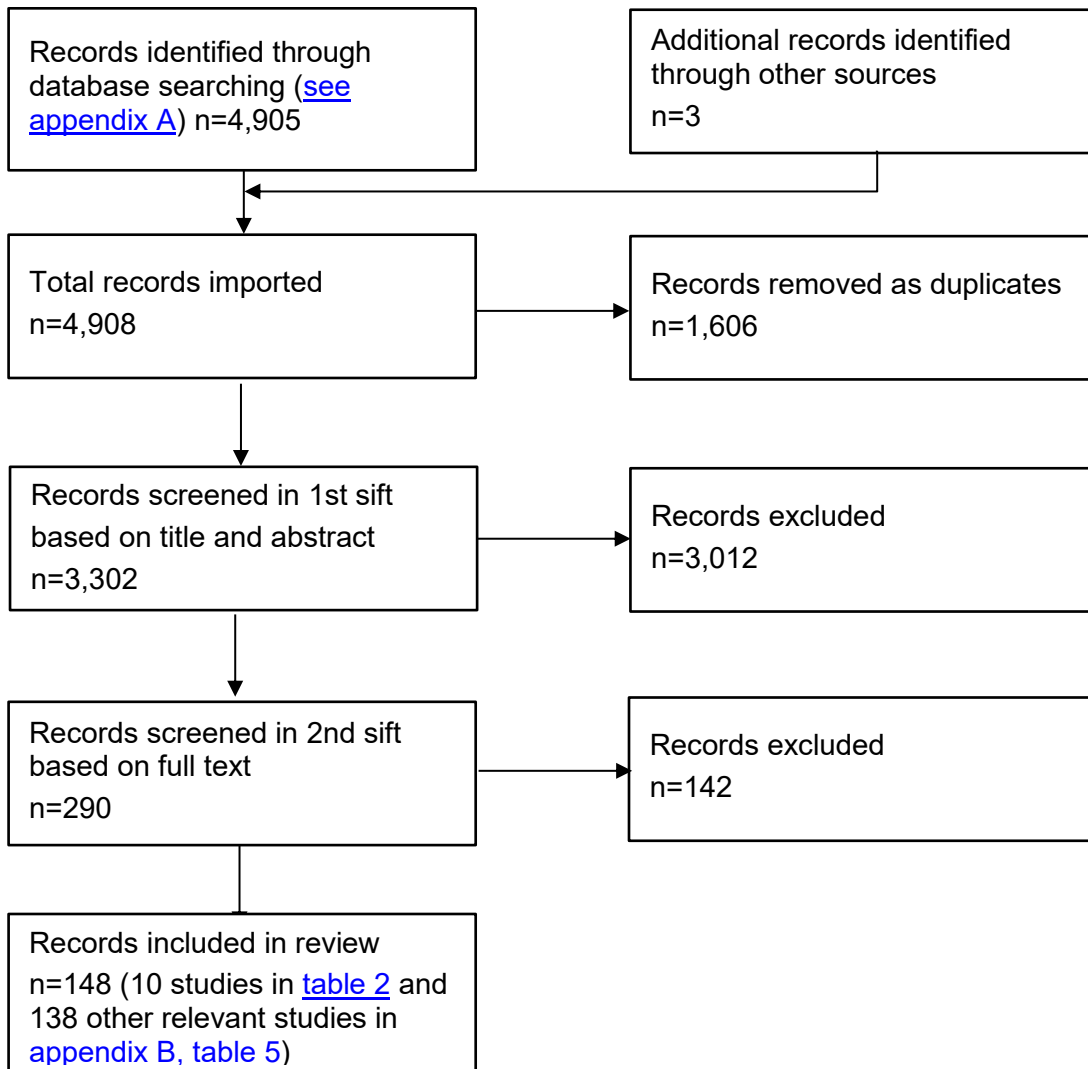 Records identified through
database searching (see
appendix A) n=4,905
Additional records identified
through other sources
n=3
Total records imported
n=4,908
Records removed as duplicates
n=1,606
Records screened in 1st sift
based on title and abstract
n=3,302
Records excluded
n=3,012
Records screened in 2nd sift
based on full text
n=290
Records excluded
n=142
Records included in review
n=148 (10 studies in table 2 and
138 other relevant studies in
appendix B, table 5)